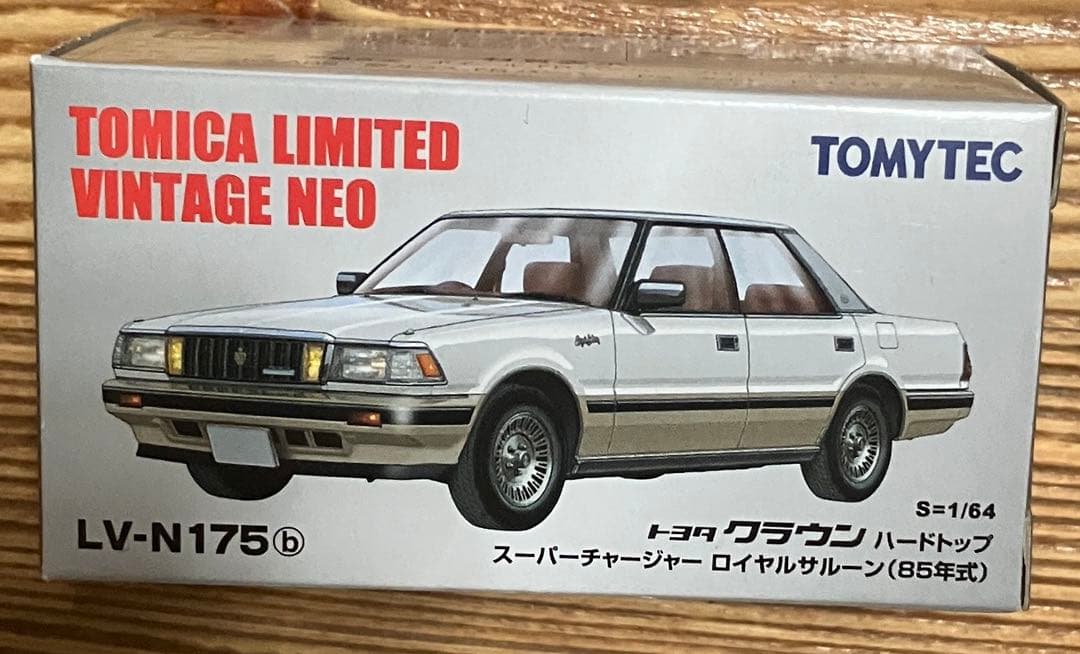 TOMICA LIMITED
VINTAGE NEO
TOMYTEC
S=1/64
LV-N175ⓑ
トヨタ クラウン ハードトップ
スーパーチャージャー ロイヤルサルーン(85年式)